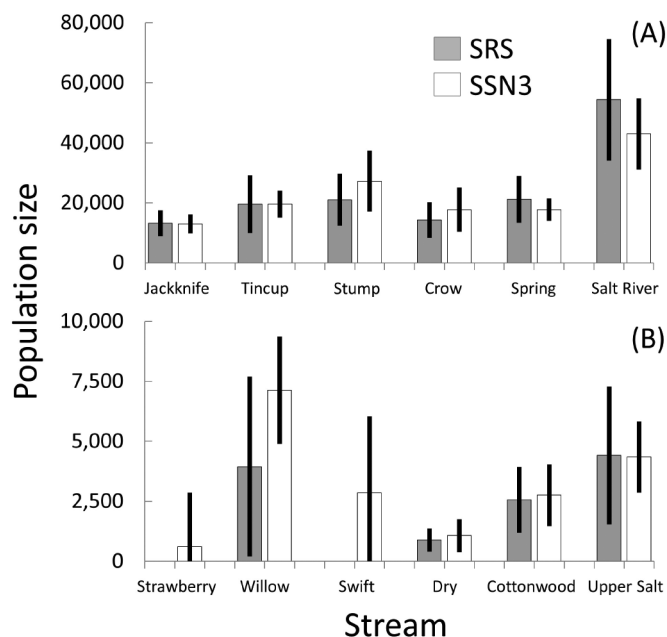 (A)
SRS
SSN3
80,000
60,000
40,000
20,000
0
Jackknife Tincup Stump Crow Spring Salt River
Population size
(B)
10,000
7,500
5,000
2,500
0
Strawberry Willow Swift Dry Cottonwood Upper Salt
Stream